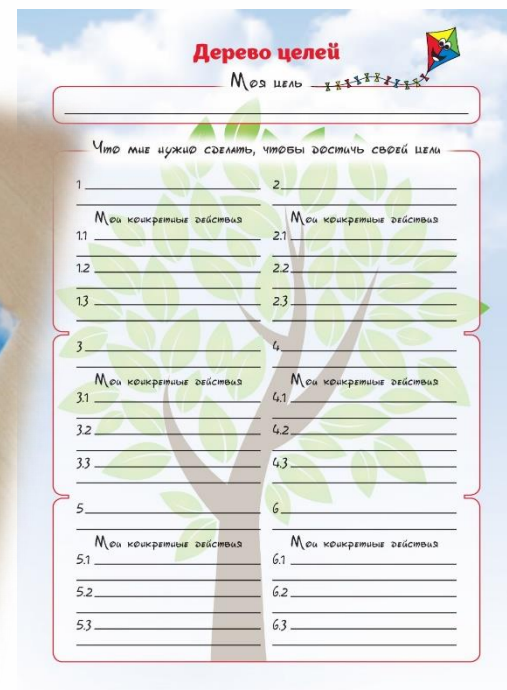 Дерево целей
Моя цель
Что мне нужно сделать, чтобы достичь своей цели
1 2
Мои конкретные действия Мои конкретные действия
1.1 2.1
1.2 2.2
1.3 2.3
3 4
Мои конкретные действия Мои конкретные действия
3.1 4.1
3.2 4.2
3.3 4.3
5 6
Мои конкретные действия Мои конкретные действия
5.1 6.1
5.2 6.2
5.3 6.3